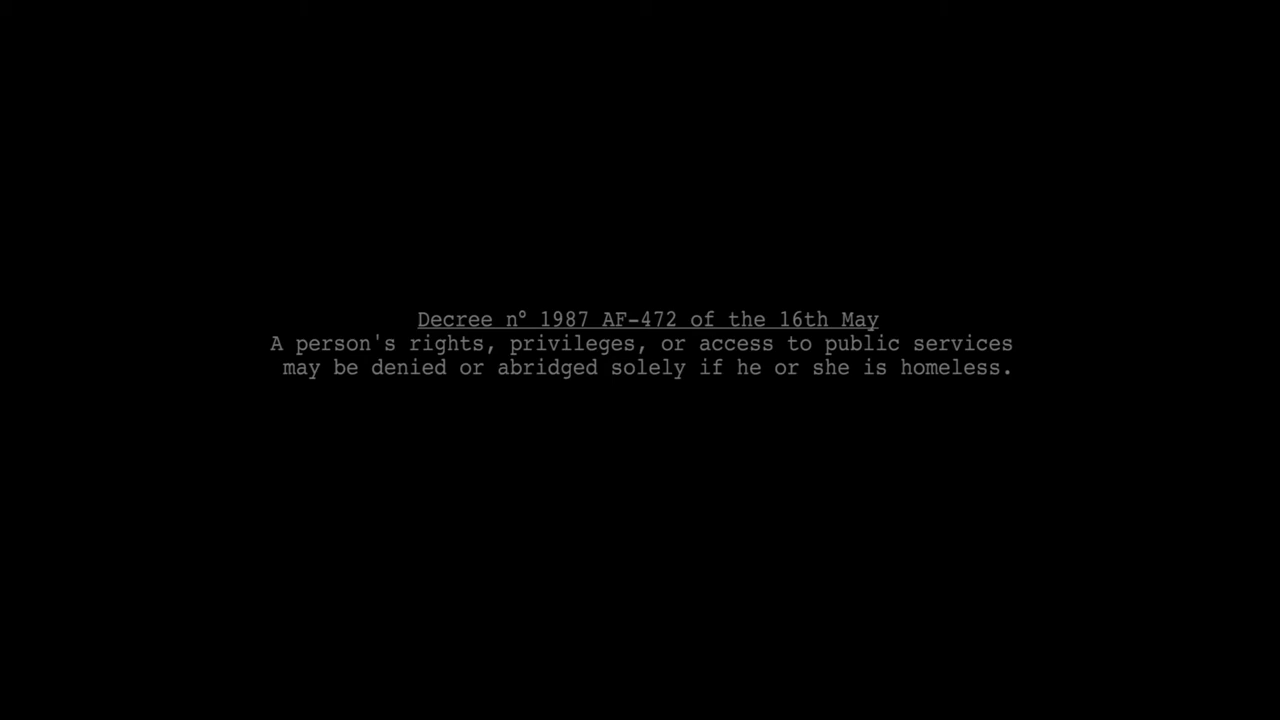 Decree n° 1987 AF-472 of the 16th May
A person's rights, privileges, or access to public services
may be denied or abridged solely if he or she is homeless.